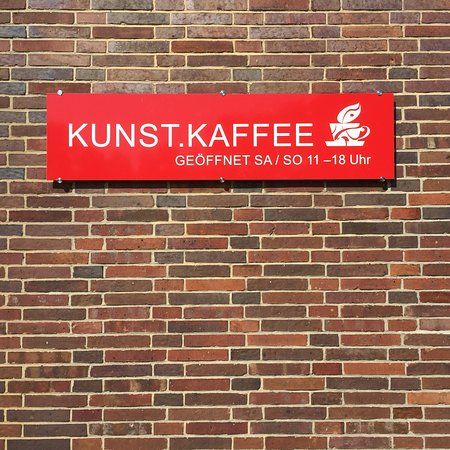 KUNST.KAFFEE
GEÖFFNET SA / SO 11 –18 Uhr